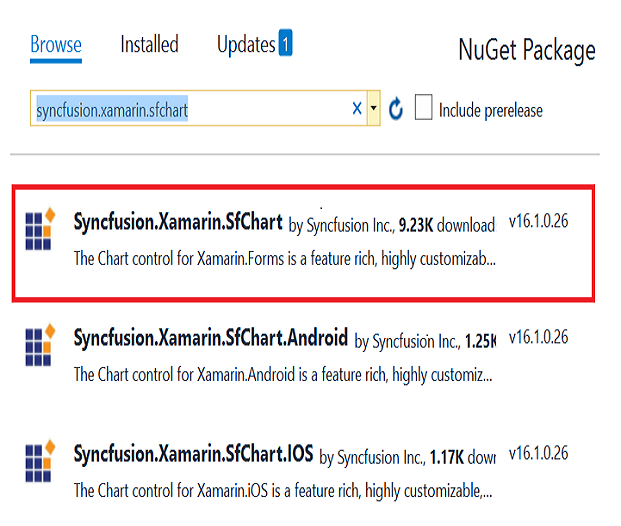 Browse Installed Updates 1 NuGet Package
syncfusion.xamarin.sfchart Include prerelease
Syncfusion.Xamarin.SfChart by Syncfusion Inc., 9.23K download v16.1.0.26
The Chart control for Xamarin.Forms is a feature rich, highly customizab...
Syncfusion.Xamarin.SfChart.Android by Syncfusion Inc., 1.25K v16.1.0.26
The Chart control for Xamarin.Android is a feature rich, highly customiz...
Syncfusion.Xamarin.SfChart.IOS by Syncfusion Inc., 1.17K dowr v16.1.0.26
The Chart control for Xamarin.iOS is a feature rich, highly customizable,...